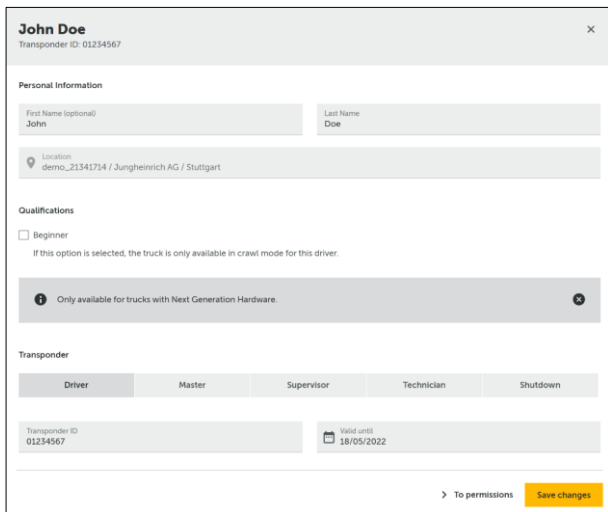 John Doe
Transponder ID: 01234567
Personal Information
First Name (optional)
John
Last Name
Doe
Location
demo_21341714 / Jungheinrich AG / Stuttgart
Qualifications
Beginner
If this option is selected, the truck is only available in crawl mode for this driver.
Only available for trucks with Next Generation Hardware.
Transponder
Driver Master Supervisor Technician Shutdown
Transponder ID
01234567
Valid until
18/05/2022
To permissions Save changes